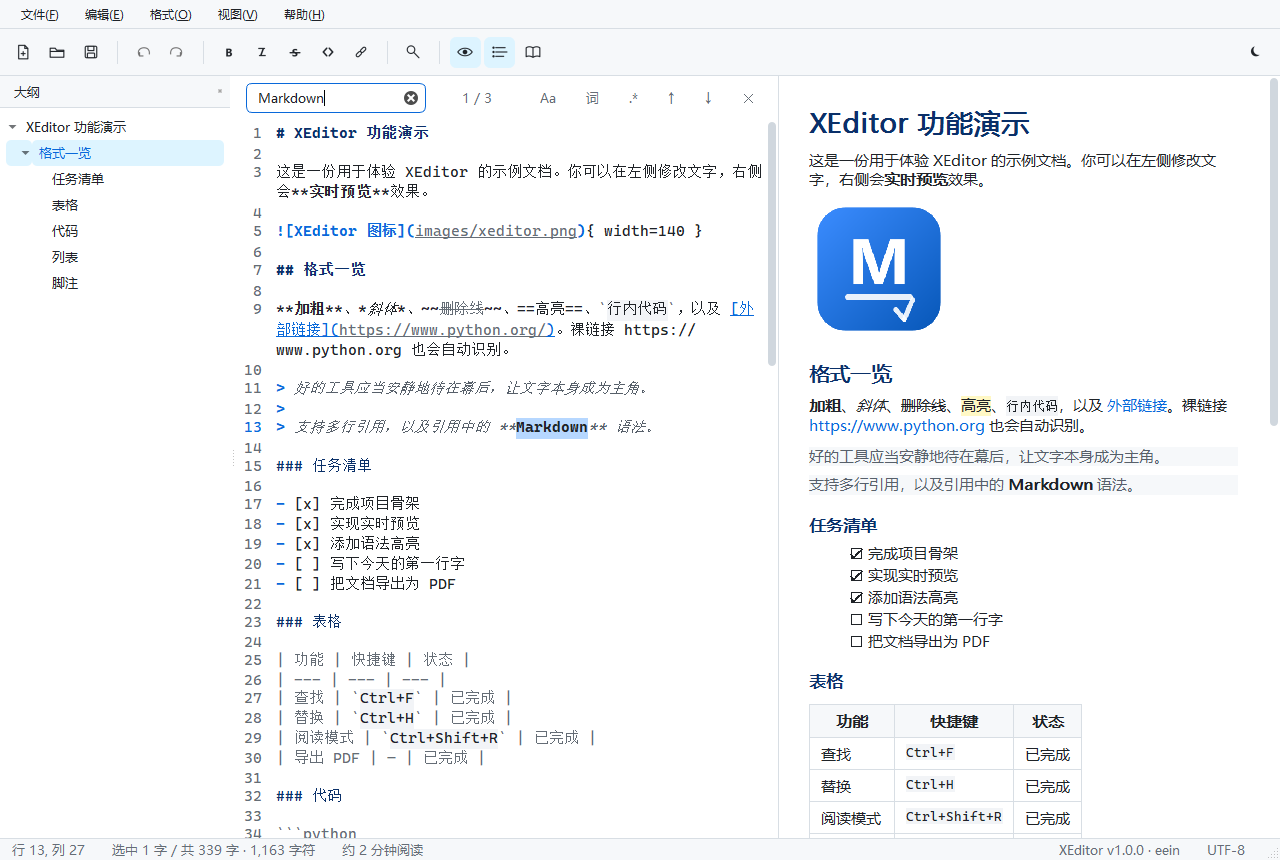 文件(F) 编辑(E) 格式(O) 视图(V) 帮助(H)
B Z S
大纲
XEditor 功能演示
格式一览
任务清单
表格
代码
列表
脚注
Markdown 1 / 3 Aa 词 .* ↑ ↓
1 # XEditor 功能演示
2
3 这是一份用于体验 XEditor 的示例文档。你可以在左侧修改文字，右侧
会**实时预览**效果。
4
5 ![XEditor 图标](images/xeditor.png){ width=140 }
6
7 ## 格式一览
8
9 **加粗**、*斜体*、~~删除线~~、==高亮==、`行内代码`，以及 [外
部链接](https://www.python.org/)。裸链接 https://
www.python.org 也会自动识别。
10
11 > 好的工具应当安静地待在幕后，让文字本身成为主角。
12 >
13 > 支持多行引用，以及引用中的 **Markdown** 语法。
14
15 ### 任务清单
16
17 - [x] 完成项目骨架
18 - [x] 实现实时预览
19 - [x] 添加语法高亮
20 - [ ] 写下今天的第一行字
21 - [ ] 把文档导出为 PDF
22
23 ### 表格
24
25 | 功能 | 快捷键 | 状态 |
26 | --- | --- | --- |
27 | 查找 | `Ctrl+F` | 已完成 |
28 | 替换 | `Ctrl+H` | 已完成 |
29 | 阅读模式 | `Ctrl+Shift+R` | 已完成 |
30 | 导出 PDF | — | 已完成 |
31
32 ### 代码
33
34 ```python
XEditor 功能演示
这是一份用于体验 XEditor 的示例文档。你可以在左侧修改文
字，右侧会实时预览效果。
M
格式一览
加粗、斜体、删除线、高亮、行内代码，以及 外部链接。裸链接
https://www.python.org 也会自动识别。
好的工具应当安静地待在幕后，让文字本身成为主角。
支持多行引用，以及引用中的 Markdown 语法。
任务清单
完成项目骨架
实现实时预览
添加语法高亮
写下今天的第一行字
把文档导出为 PDF
表格
功能 快捷键 状态
查找 Ctrl+F 已完成
替换 Ctrl+H 已完成
阅读模式 Ctrl+Shift+R 已完成
行 13, 列 27 选中 1 字 / 共 339 字 · 1,163 字符 约 2 分钟阅读 XEditor v1.0.0 · eein UTF-8